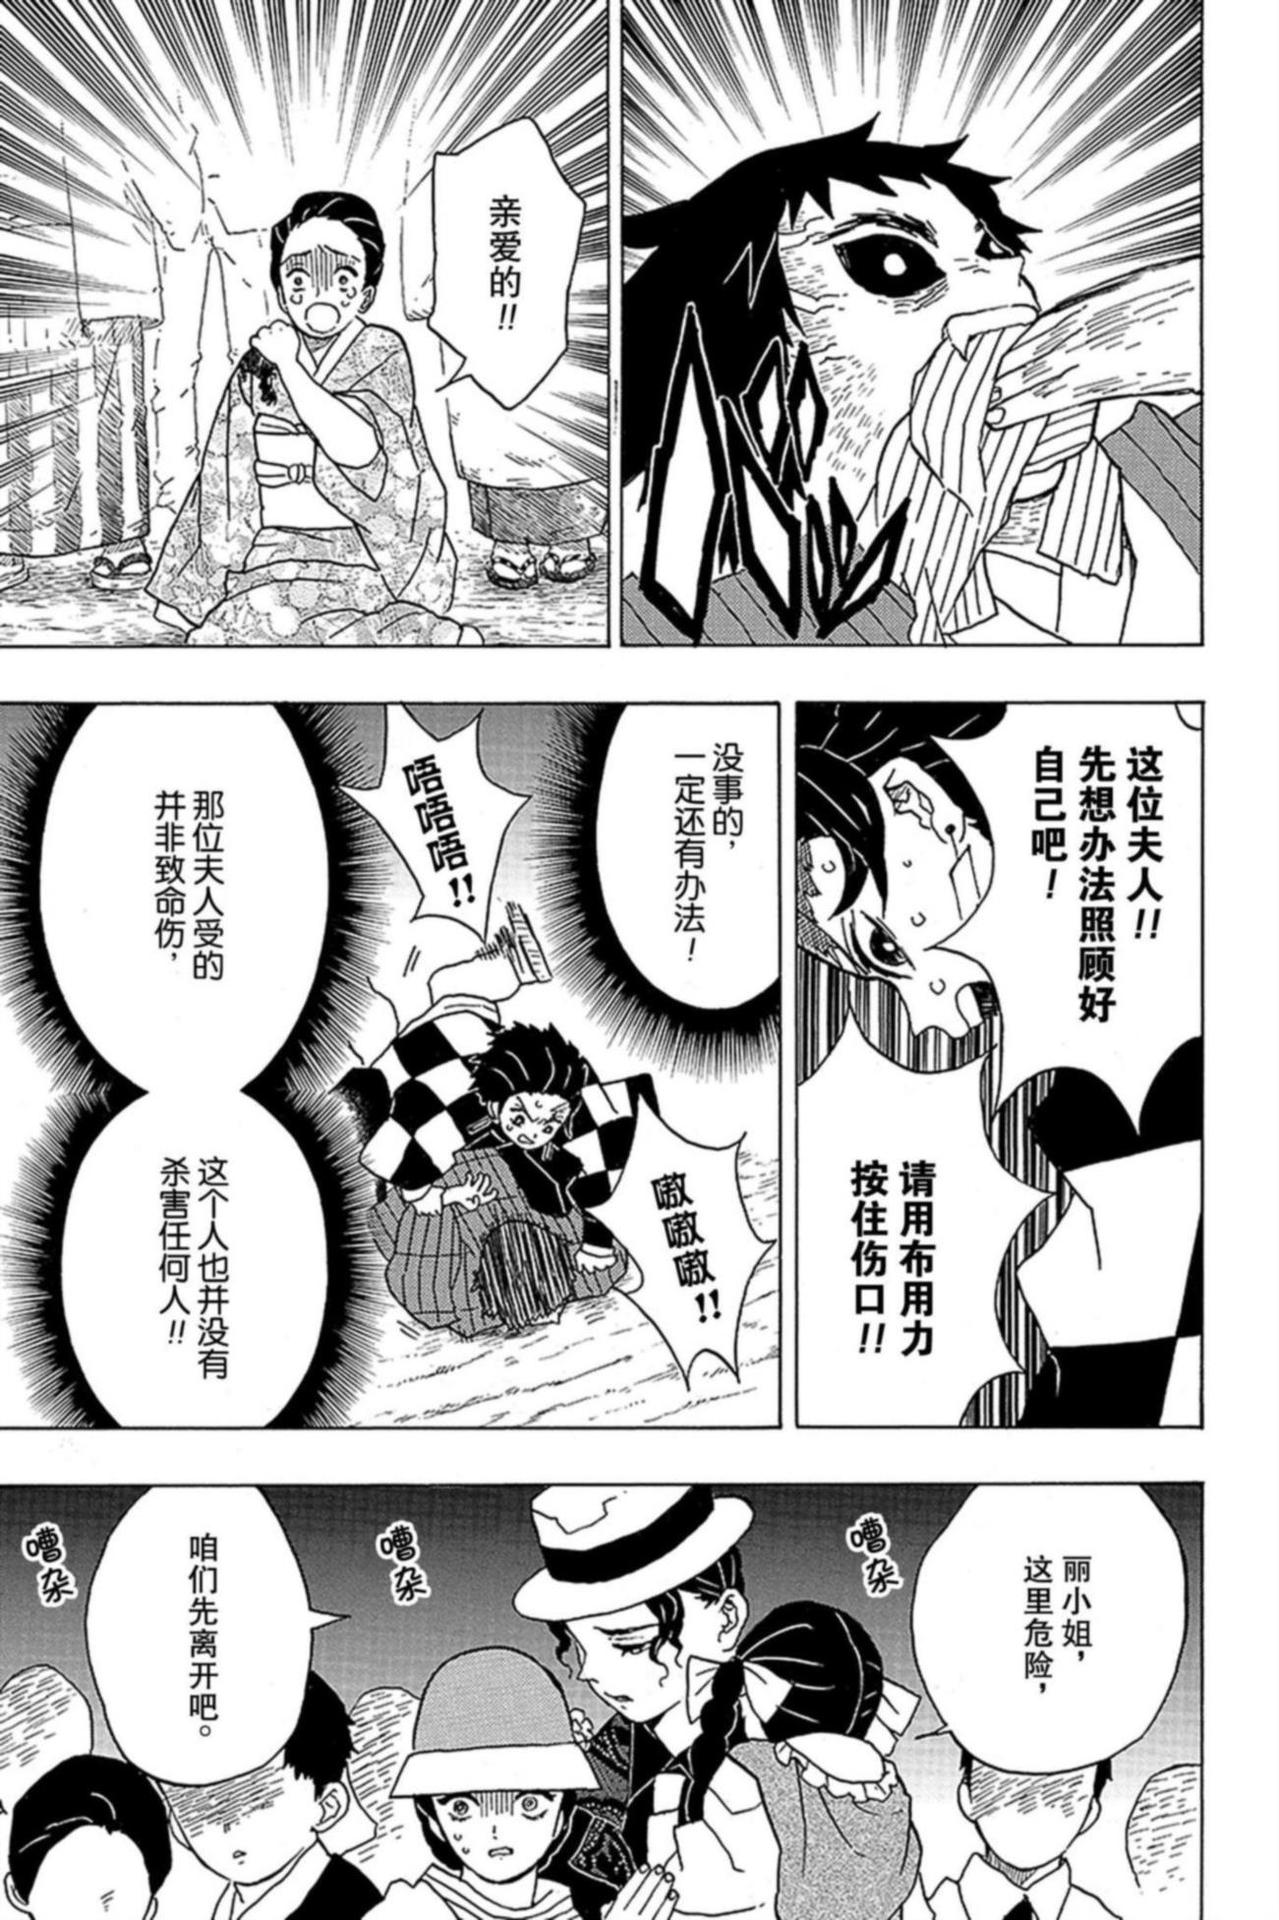 亲爱的!!
这位夫人!!
先想办法照顾好
自己吧!
请用布用力
按住伤口!!
没事的,
一定还有办法!
唔唔唔!!
嗷嗷嗷!!
那位夫人受的
并非致命伤,
这个人也并没有
杀害任何人!!
丽小姐,
这里危险,
嘈杂
嘈杂
咱们先离开吧。
嘈杂